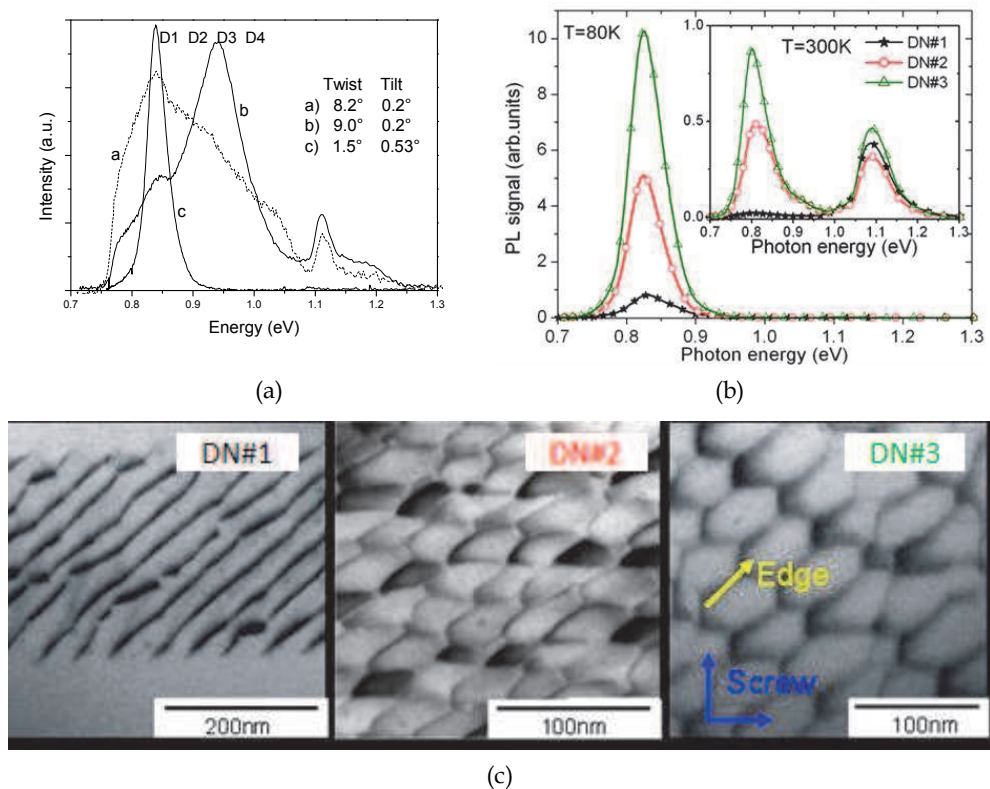 D1 D2 D3 D4
Twist Tilt
a) 8.2° 0.2°
b) 9.0° 0.2°
c) 1.5° 0.53°
a
b
c
Intensity (a.u.)
0.7 0.8 0.9 1.0 1.1 1.2 1.3
Energy (eV)
(a)
T=80K
PL signal (arb.units)
10
8
6
4
2
0
0.7 0.8 0.9 1.0 1.1 1.2 1.3
Photon energy (eV)
T=300K
DN#1
DN#2
DN#3
1.0
0.5
0.0
0.7 0.8 0.9 1.0 1.1 1.2 1.3
Photon energy (eV)
(b)
DN#1
200nm
DN#2
100nm
DN#3
Edge
Screw
100nm
(c)